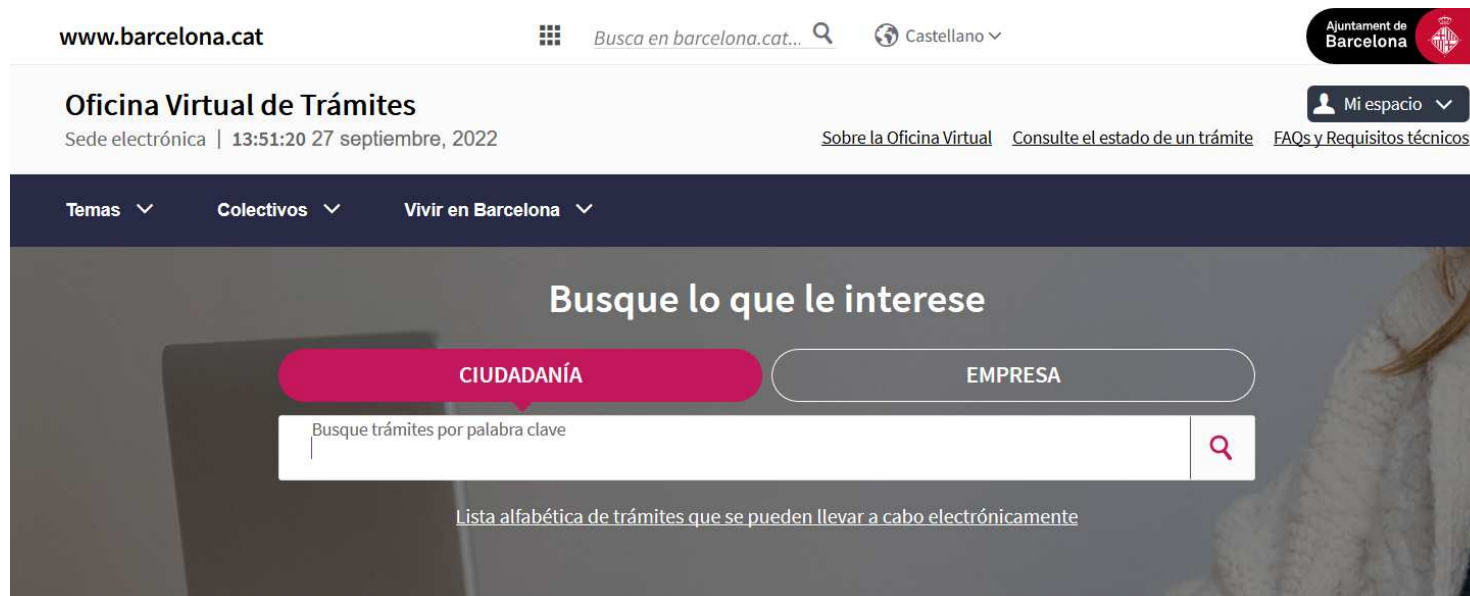 www.barcelona.cat
Busca en barcelona.cat...
Castellano
Ajuntament de
Barcelona
Oficina Virtual de Trámites
Mi espacio
Sede electrónica | 13:51:20 27 septiembre, 2022
Sobre la Oficina Virtual
Consulte el estado de un trámite
FAQs y Requisitos técnicos
Temas
Colectivos
Vivir en Barcelona
Busque lo que le interese
CIUDADANÍA
EMPRESA
Busque trámites por palabra clave
Lista alfabética de trámites que se pueden llevar a cabo electrónicamente